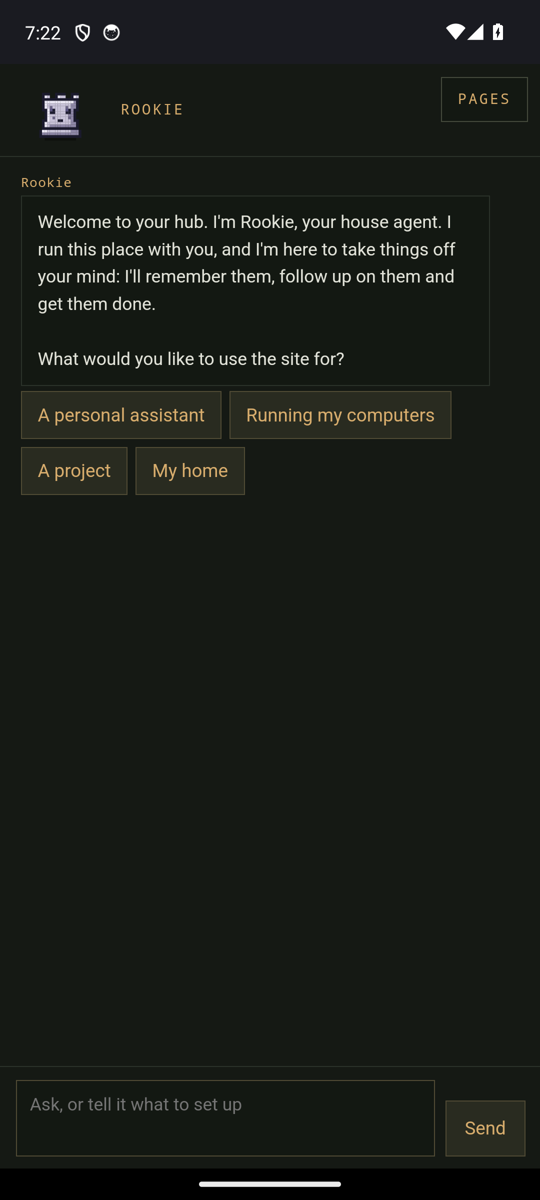 7:22
ROOKIE
PAGES
Rookie
Welcome to your hub. I'm Rookie, your house agent. I
run this place with you, and I'm here to take things off
your mind: I'll remember them, follow up on them and
get them done.
What would you like to use the site for?
A personal assistant
Running my computers
A project
My home
Ask, or tell it what to set up
Send